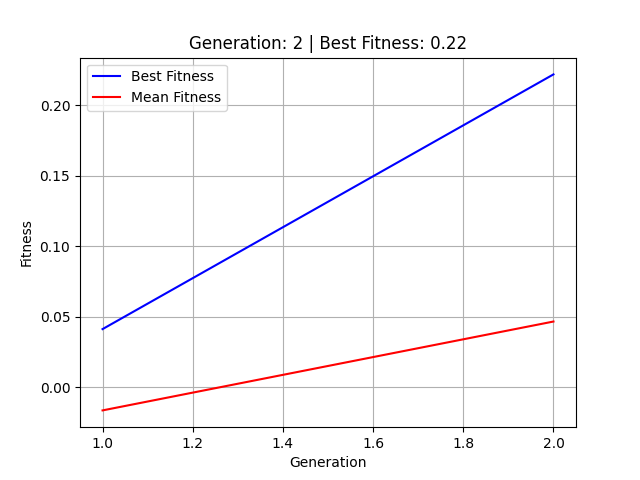 Generation: 2 | Best Fitness: 0.22
Best Fitness
Mean Fitness
0.20
0.15
0.10
0.05
0.00
Fitness
1.0 1.2 1.4 1.6 1.8 2.0
Generation